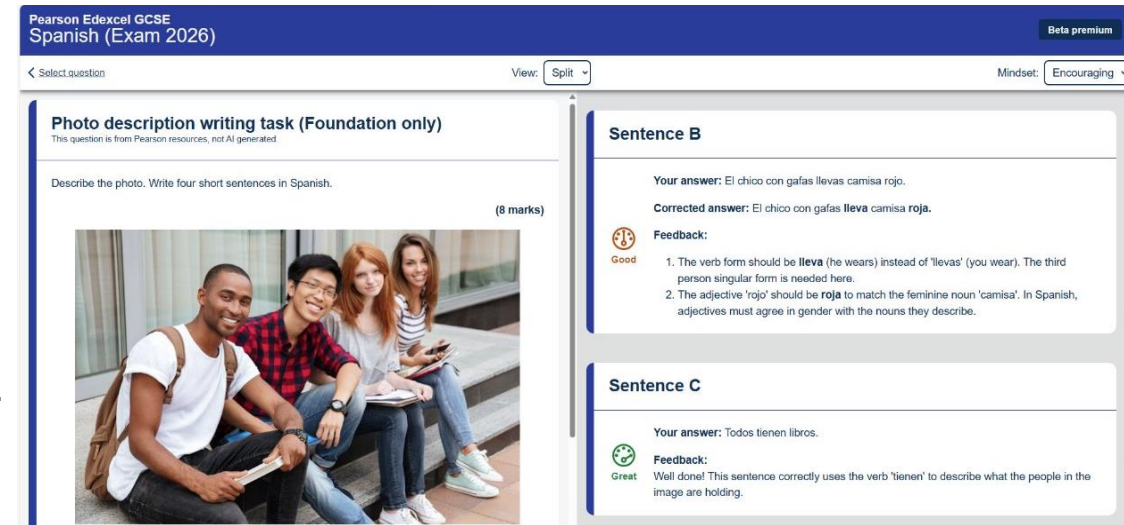 Pearson Edexcel GCSE
Spanish (Exam 2026)
Beta premium
Select question
View: Split
Mindset: Encouraging
Photo description writing task (Foundation only)
This question is from Pearson resources, not AI generated
Describe the photo. Write four short sentences in Spanish.
(8 marks)
Sentence B
Your answer: El chico con gafas llevas camisa rojo.
Corrected answer: El chico con gafas lleva camisa roja.
Good
Feedback:
1. The verb form should be lleva (he wears) instead of 'llevas' (you wear). The third
person singular form is needed here.
2. The adjective 'rojo' should be roja to match the feminine noun 'camisa'. In Spanish,
adjectives must agree in gender with the nouns they describe.
Sentence C
Your answer: Todos tienen libros.
Great
Feedback:
Well done! This sentence correctly uses the verb 'tienen' to describe what the people in the
image are holding.